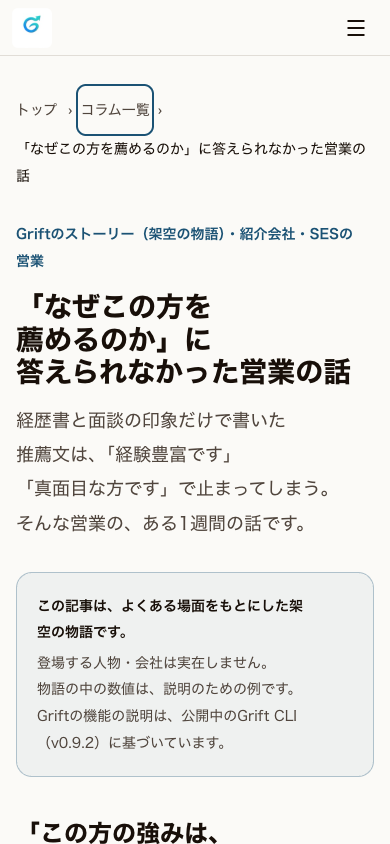 トップ › コラム一覧 ›
「なぜこの方を薦めるのか」に答えられなかった営業の
話
Griftのストーリー（架空の物語）・紹介会社・SESの
営業
「なぜこの方を
薦めるのか」に
答えられなかった営業の話
経歴書と面談の印象だけで書いた
推薦文は、「経験豊富です」
「真面目な方です」で止まってしまう。
そんな営業の、ある1週間の話です。
この記事は、よくある場面をもとにした架
空の物語です。
登場する人物・会社は実在しません。
物語の中の数値は、説明のための例です。
Griftの機能の説明は、公開中のGrift CLI
（v0.9.2）に基づいています。
「この方の強みは、